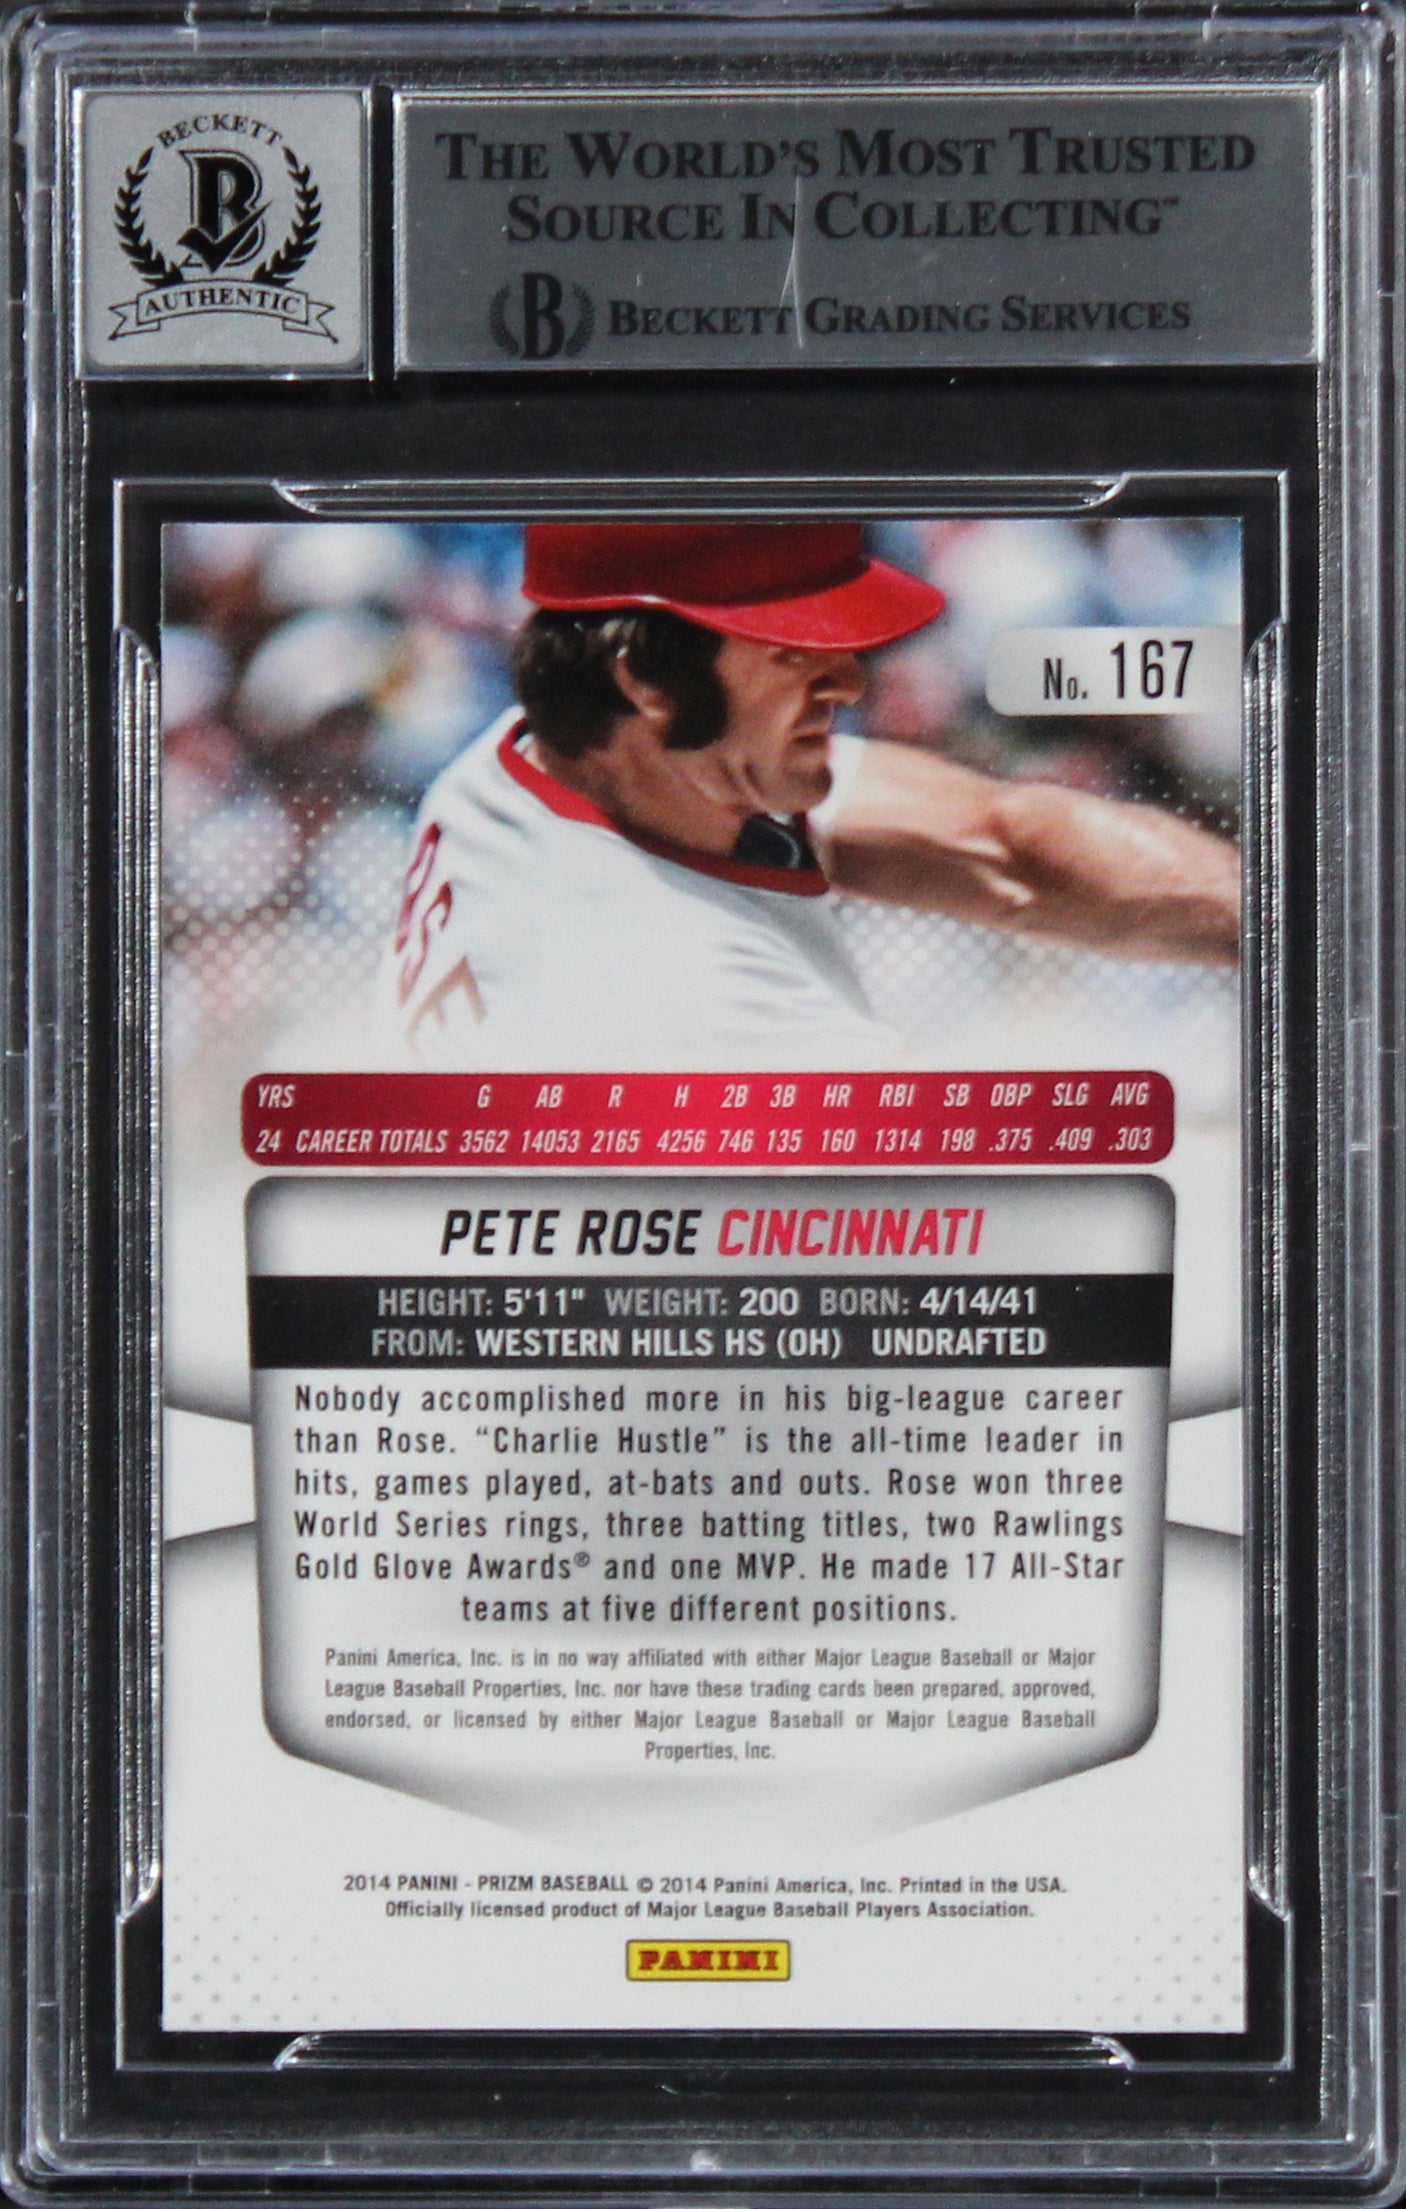 BECKETT
B
AUTHENTIC
THE WORLD'S MOST TRUSTED
SOURCE IN COLLECTING™
B BECKETT GRADING SERVICES
No. 167
OSE
YRS G AB R H 2B 3B HR RBI SB OBP SLG AVG
24 CAREER TOTALS 3562 14053 2165 4256 746 135 160 1314 198 .375 .409 .303
PETE ROSE CINCINNATI
HEIGHT: 5'11" WEIGHT: 200 BORN: 4/14/41
FROM: WESTERN HILLS HS (OH) UNDRAFTED
Nobody accomplished more in his big-league career
than Rose. “Charlie Hustle” is the all-time leader in
hits, games played, at-bats and outs. Rose won three
World Series rings, three batting titles, two Rawlings
Gold Glove Awards® and one MVP. He made 17 All-Star
teams at five different positions.
Panini America, Inc. is in no way affiliated with either Major League Baseball or Major
League Baseball Properties, Inc. nor have these trading cards been prepared, approved,
endorsed, or licensed by either Major League Baseball or Major League Baseball
Properties, Inc.
2014 PANINI - PRIZM BASEBALL © 2014 Panini America, Inc. Printed in the USA.
Officially licensed product of Major League Baseball Players Association.
PANINI